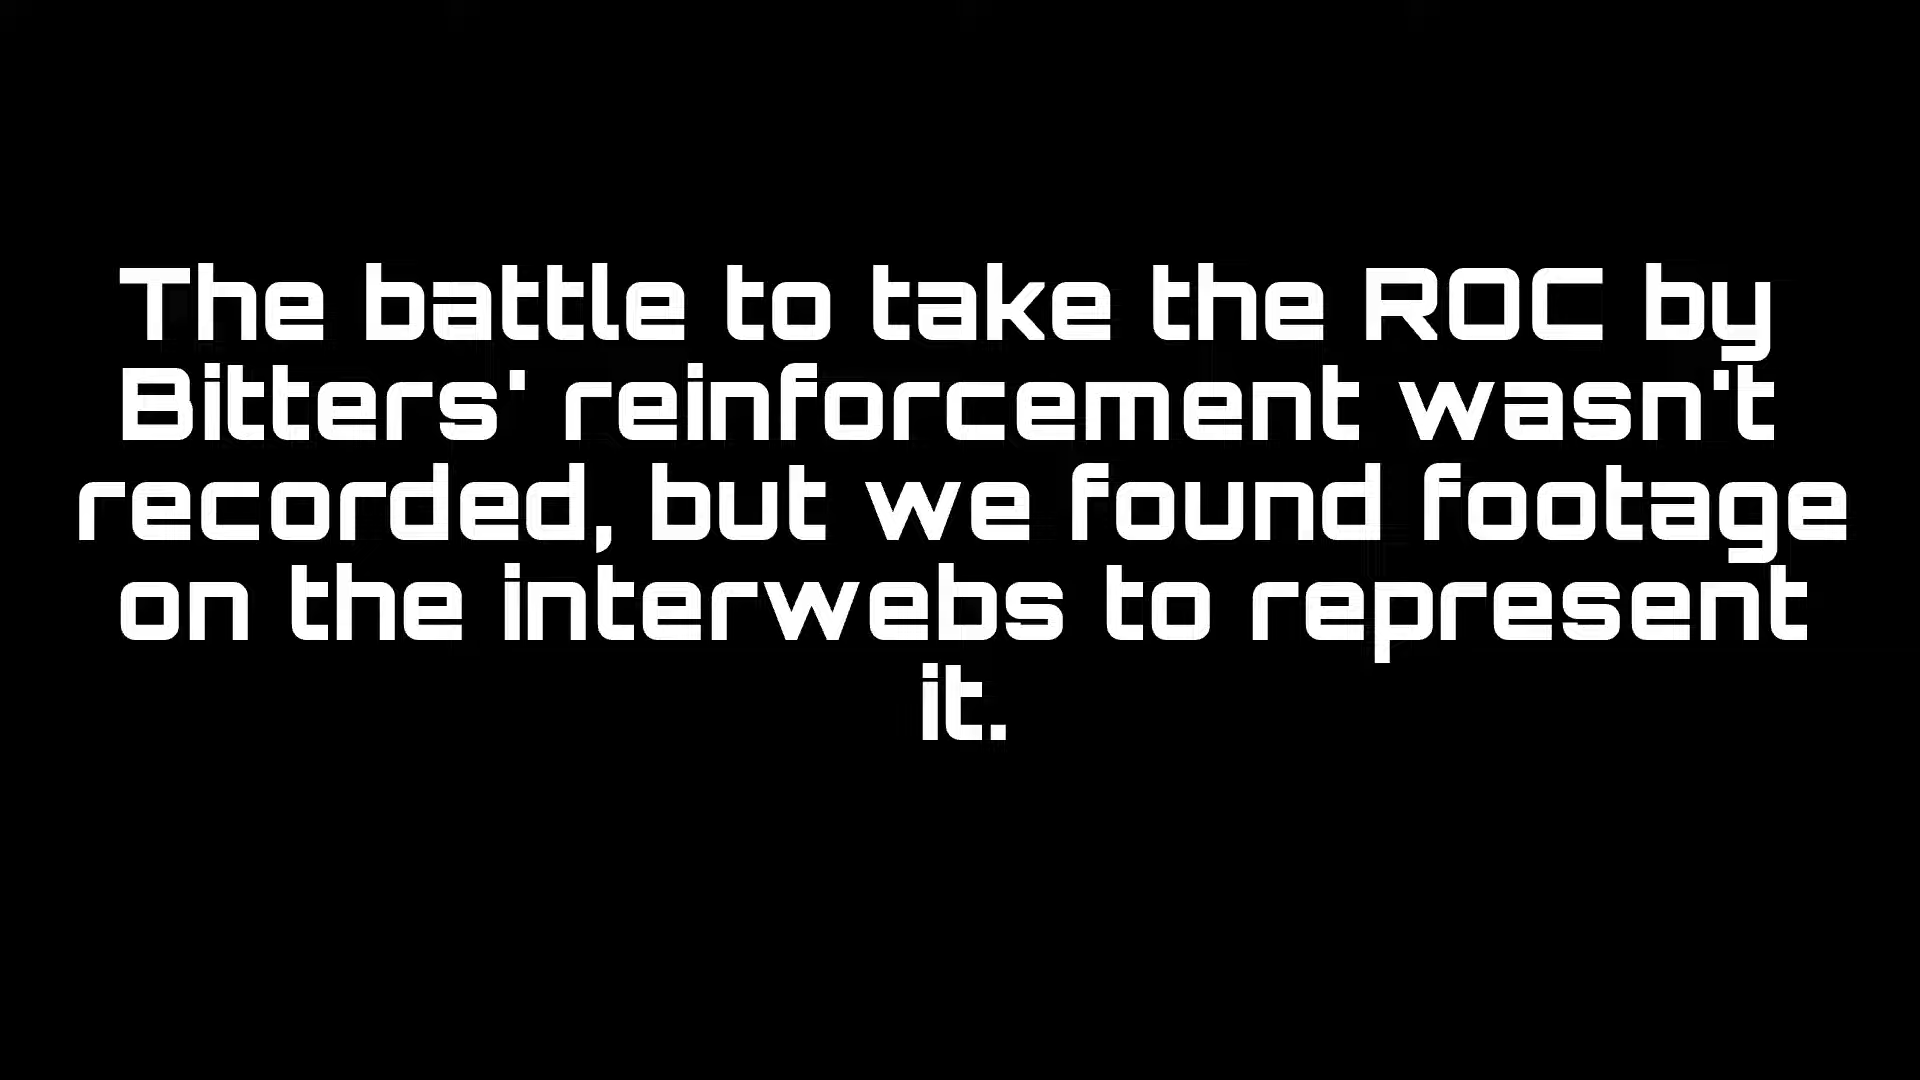 The battle to take the ROC by
Bitters' reinforcement wasn't
recorded, but we found footage
on the interwebs to represent
it.